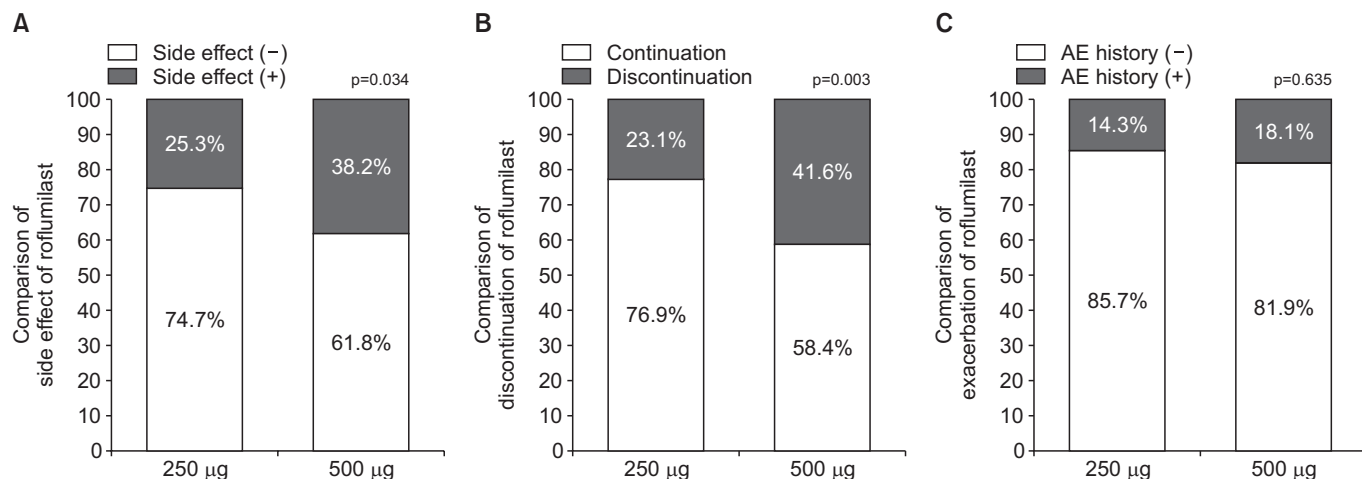 A
Side effect (−)
Side effect (+)
p=0.034
Comparison of
side effect of roflumilast
100
90
80
70
60
50
40
30
20
10
0
25.3%
38.2%
74.7%
61.8%
250 μg
500 μg
B
Continuation
Discontinuation
p=0.003
Comparison of
discontinuation of roflumilast
100
90
80
70
60
50
40
30
20
10
0
23.1%
41.6%
76.9%
58.4%
250 μg
500 μg
C
AE history (−)
AE history (+)
p=0.635
Comparison of
exacerbation of roflumilast
100
90
80
70
60
50
40
30
20
10
0
14.3%
18.1%
85.7%
81.9%
250 μg
500 μg